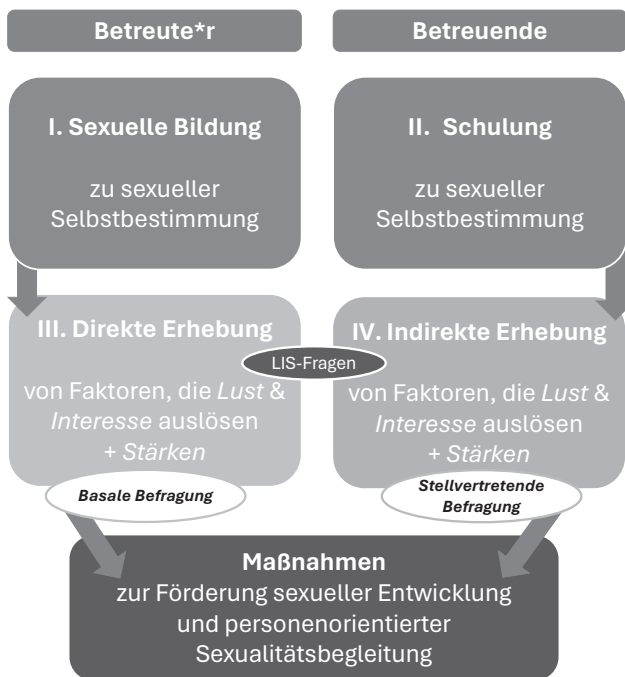 Betreute*r
Betreuende
I. Sexuelle Bildung
zu sexueller
Selbstbestimmung
II. Schulung
zu sexueller
Selbstbestimmung
III. Direkte Erhebung
von Faktoren, die Lust &
Interesse auslösen
+ Stärken
LIS-Fragen
IV. Indirekte Erhebung
von Faktoren, die Lust &
Interesse auslösen
+ Stärken
Basale Befragung
Stellvertretende
Befragung
Maßnahmen
zur Förderung sexueller Entwicklung
und personenorientierter
Sexualitätsbegleitung